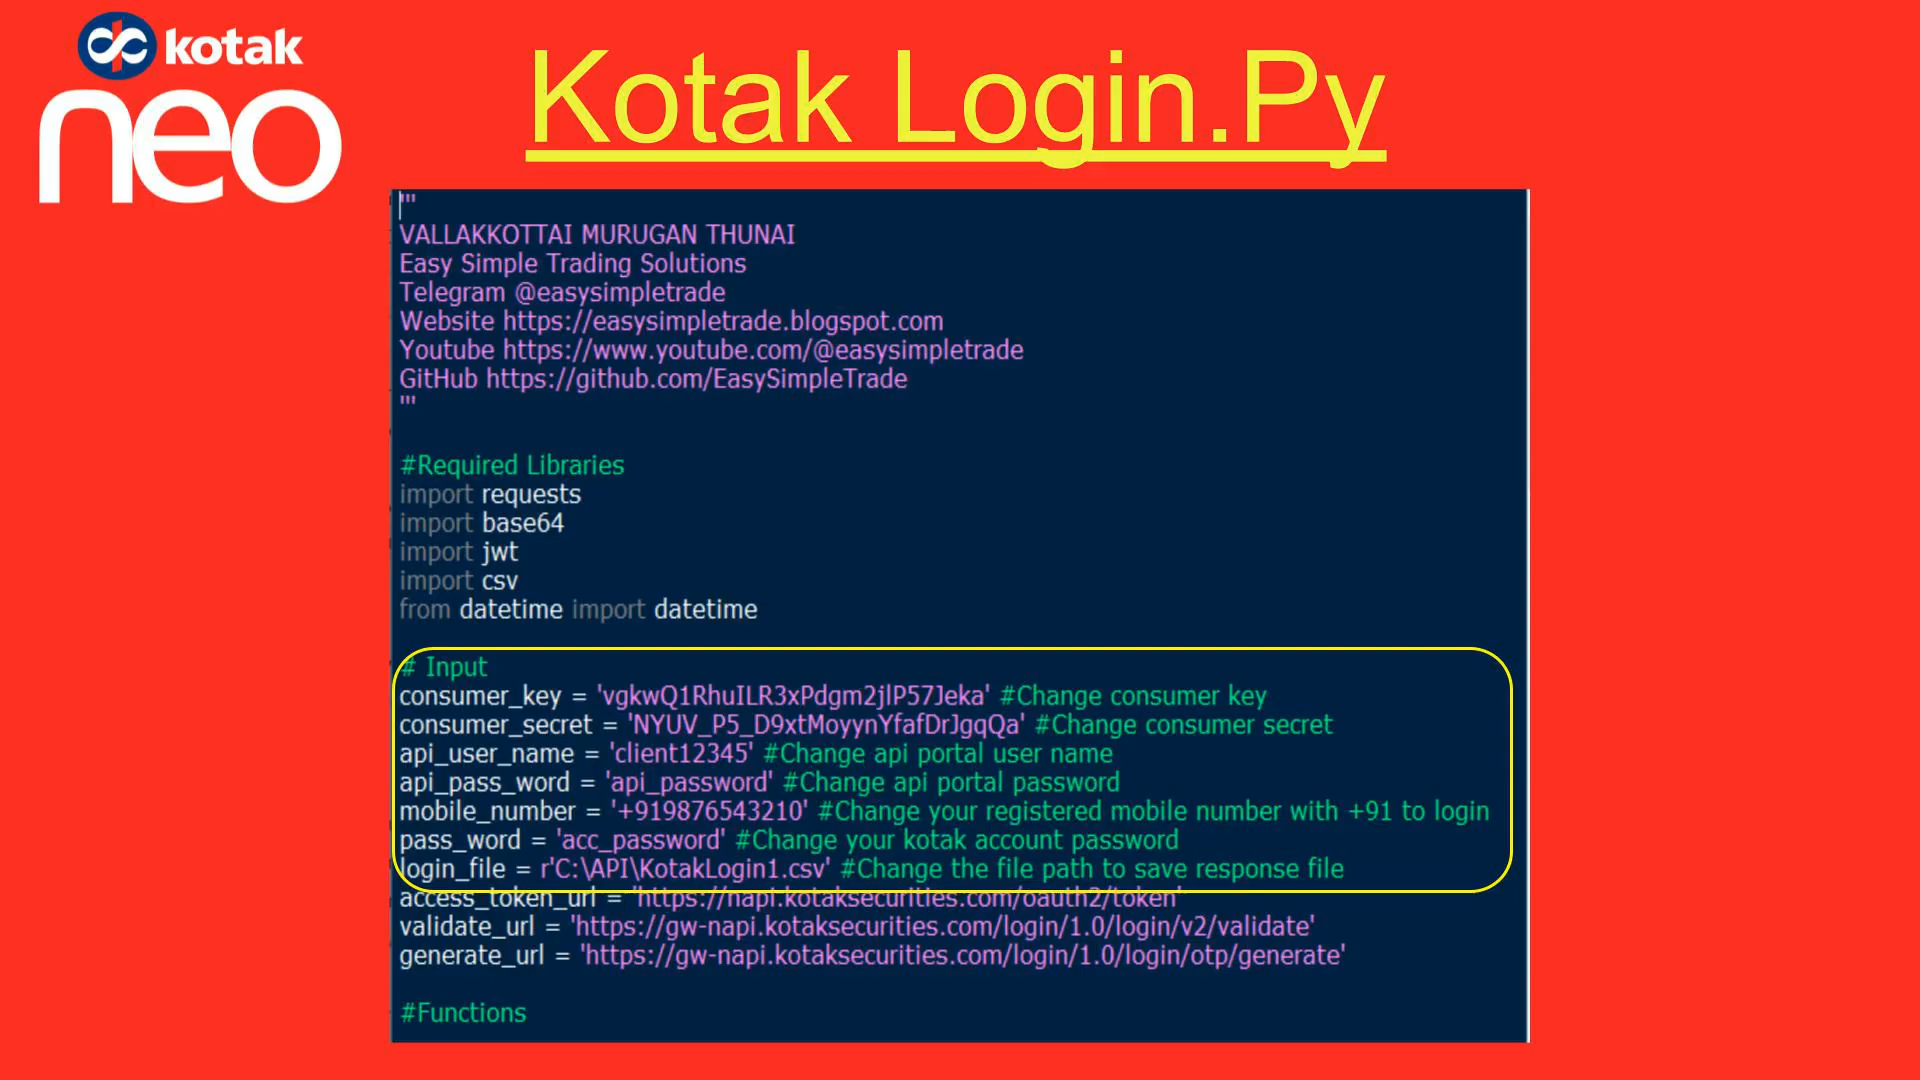 kotak
neo
Kotak Login.Py
'''
VALLAKKOTTAI MURUGAN THUNAI
Easy Simple Trading Solutions
Telegram @easysimpletrade
Website https://easysimpletrade.blogspot.com
Youtube https://www.youtube.com/@easysimpletrade
GitHub https://github.com/EasySimpleTrade
'''
#Required Libraries
import requests
import base64
import jwt
import csv
from datetime import datetime
# Input
consumer_key = 'vgkwQ1RhuILR3xPdgm2jlP57Jeka' #Change consumer key
consumer_secret = 'NYUV_P5_D9xtMoyynYfafDrJgqQa' #Change consumer secret
api_user_name = 'client12345' #Change api portal user name
api_pass_word = 'api_password' #Change api portal password
mobile_number = '+919876543210' #Change your registered mobile number with +91 to login
pass_word = 'acc_password' #Change your kotak account password
login_file = r'C:\API\KotakLogin1.csv' #Change the file path to save response file
access_token_url = 'https://napi.kotaksecurities.com/oauth2/token'
validate_url = 'https://gw-napi.kotaksecurities.com/login/1.0/login/v2/validate'
generate_url = 'https://gw-napi.kotaksecurities.com/login/1.0/login/otp/generate'
#Functions